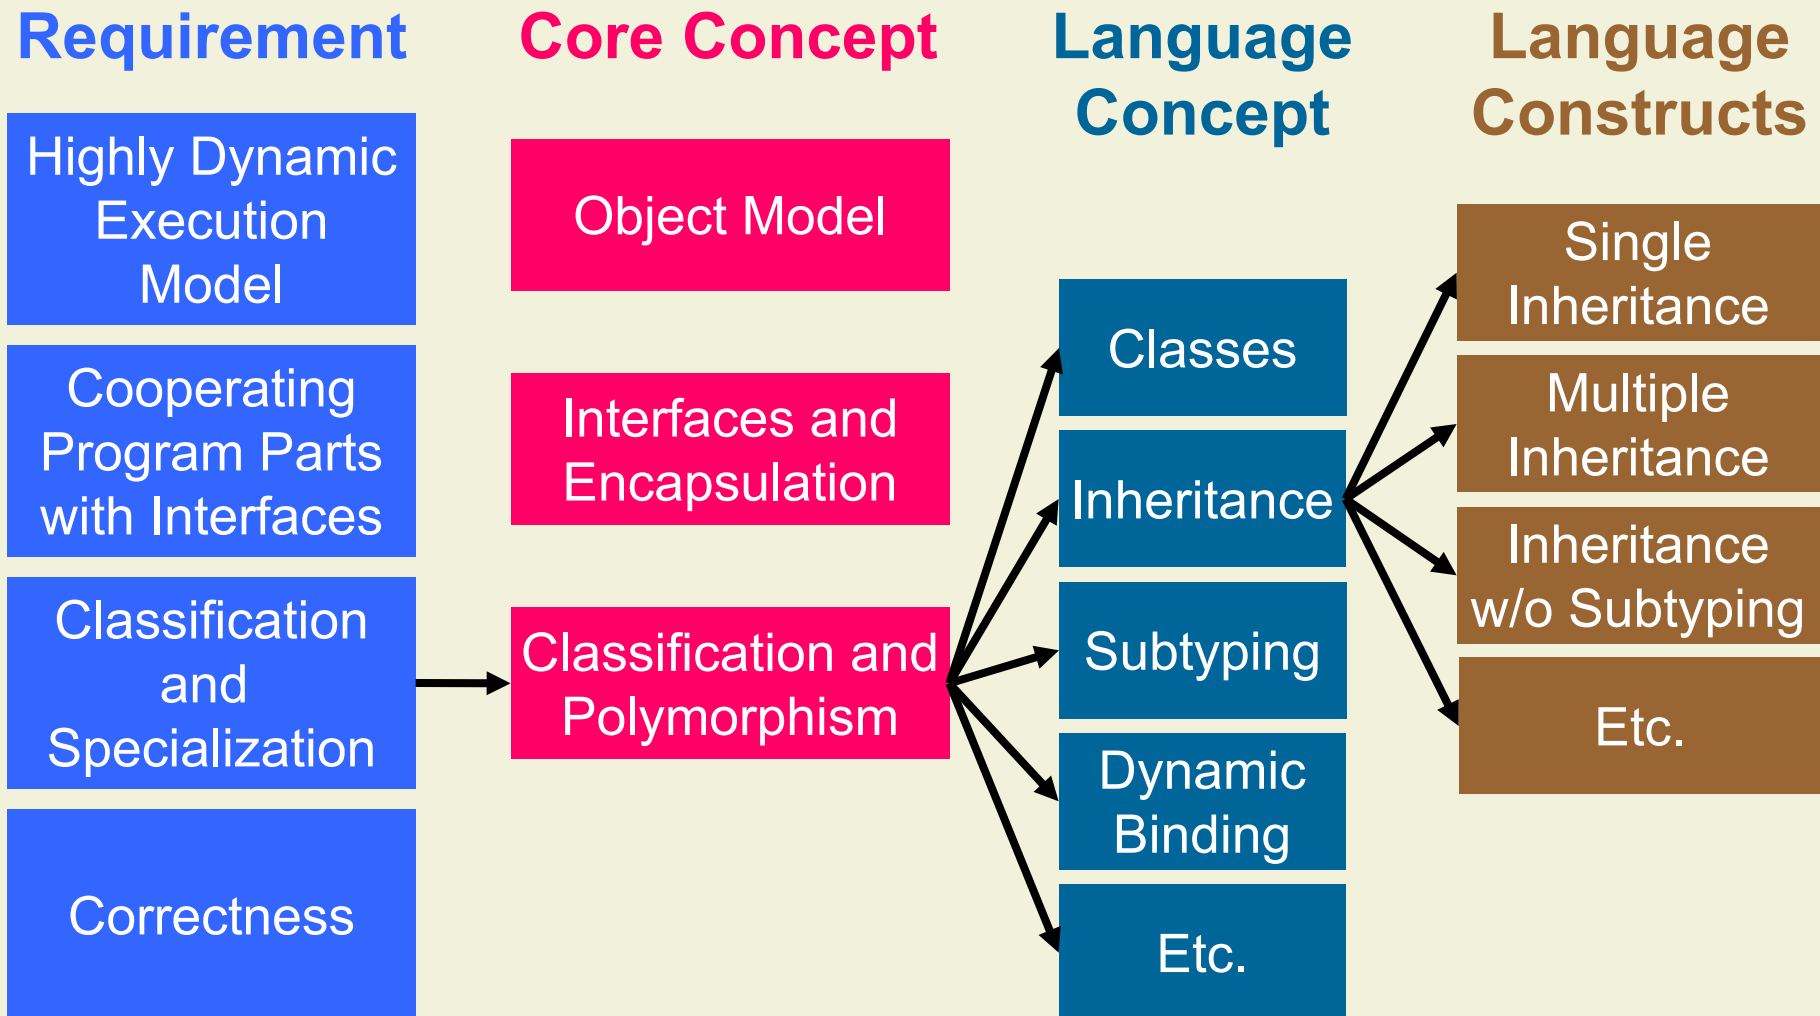 Requirement
Highly Dynamic
Execution
Model
Cooperating
Program Parts
with Interfaces
Classification
and
Specialization
Correctness
Core Concept
Object Model
Interfaces and
Encapsulation
Classification and
Polymorphism
Language
Concept
Classes
Inheritance
Subtyping
Dynamic
Binding
Etc.
Language
Constructs
Single
Inheritance
Multiple
Inheritance
Inheritance
w/o Subtyping
Etc.